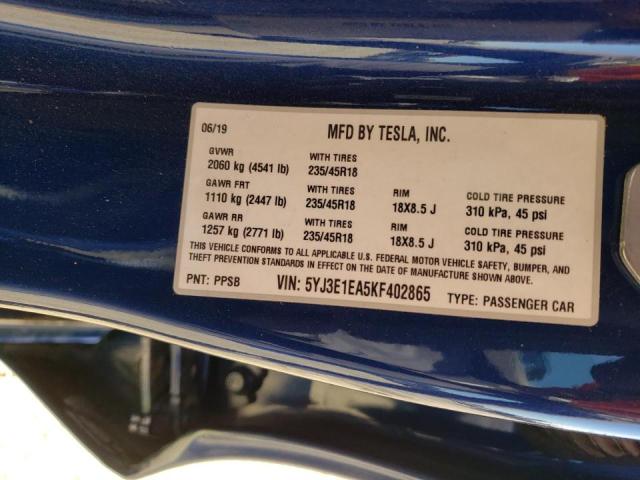 06/19 MFD BY TESLA, INC.
GVWR WITH TIRES
2060 kg (4541 lb) 235/45R18
GAWR FRT WITH TIRES RIM COLD TIRE PRESSURE
1110 kg (2447 lb) 235/45R18 18X8.5 J 310 kPa, 45 psi
GAWR RR WITH TIRES RIM COLD TIRE PRESSURE
1257 kg (2771 lb) 235/45R18 18X8.5 J 310 kPa, 45 psi
THIS VEHICLE CONFORMS TO ALL APPLICABLE U.S. FEDERAL MOTOR VEHICLE SAFETY, BUMPER, AND
THEFT PREVENTION STANDARDS IN EFFECT ON THE DATE OF MANUFACTURE SHOWN ABOVE.
PNT: PPSB VIN: 5YJ3E1EA5KF402865 TYPE: PASSENGER CAR